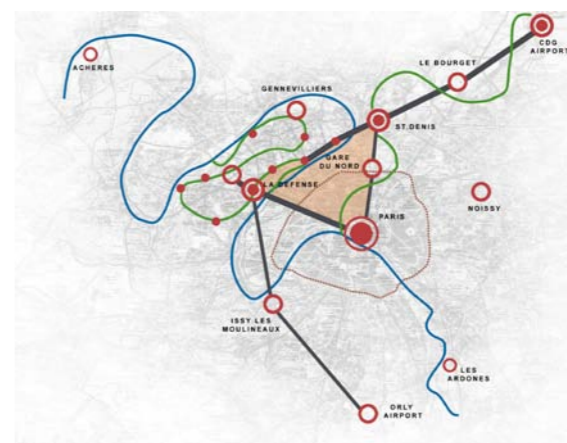 CDG
AIRPORT
LE BOURGET
ACHERES
GENNEVILLIERS
ST.DENIS
GARE
DU NORD
LA DEFENSE
NOISSY
PARIS
ISSY LES
MOULINEAUX
LES
ARDONES
ORLY
AIRPORT